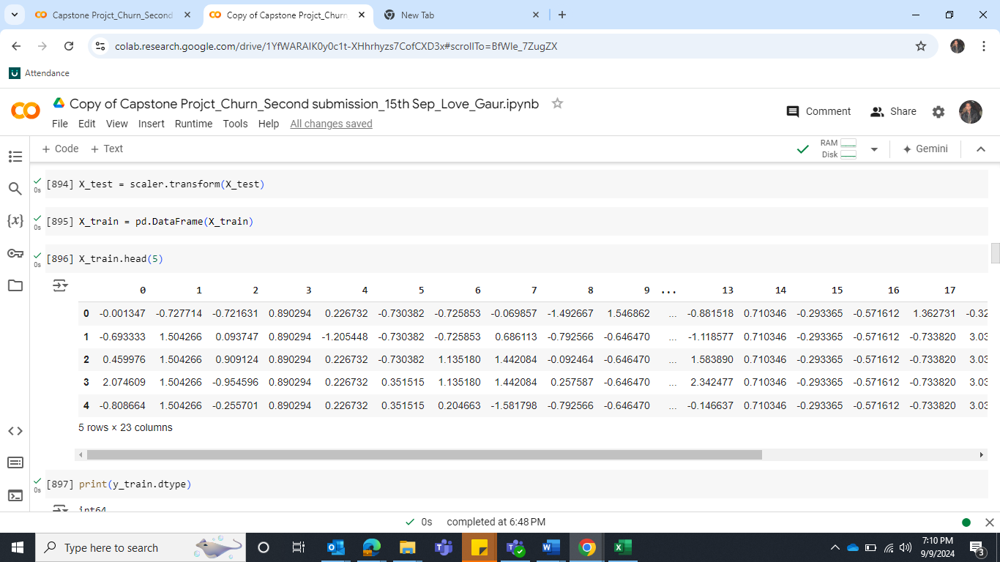 Capstone Projct_Churn_Second
Copy of Capstone Projct_Churn
New Tab
colab.research.google.com/drive/1YfWARAIK0y0c1t-XHhrhyzs7CofCXD3x#scrollTo=BfWIe_7ZugZX
Attendance
Copy of Capstone Projct_Churn_Second submission_15th Sep_Love_Gaur.ipynb
File Edit View Insert Runtime Tools Help All changes saved
Comment Share
+ Code + Text
RAM
Disk
Gemini
[894] X_test = scaler.transform(X_test)
0s
[895] X_train = pd.DataFrame(X_train)
0s
[896] X_train.head(5)
0s
0 1 2 3 4 5 6 7 8 9 ... 13 14 15 16 17
0 -0.001347 -0.727714 -0.721631 0.890294 0.226732 -0.730382 -0.725853 -0.069857 -1.492667 1.546862 ... -0.881518 0.710346 -0.293365 -0.571612 1.362731 -0.32
1 -0.693333 1.504266 0.093747 0.890294 -1.205448 -0.730382 -0.725853 0.686113 -0.792566 -0.646470 ... -1.118577 0.710346 -0.293365 -0.571612 -0.733820 3.03
2 0.459976 1.504266 0.909124 0.890294 0.226732 -0.730382 1.135180 1.442084 -0.092464 -0.646470 ... 1.583890 0.710346 -0.293365 -0.571612 -0.733820 3.03
3 2.074609 1.504266 -0.954596 0.890294 0.226732 0.351515 1.135180 1.442084 0.257587 -0.646470 ... 2.342477 0.710346 -0.293365 -0.571612 -0.733820 3.03
4 -0.808664 1.504266 -0.255701 0.890294 0.226732 0.351515 0.204663 -1.581798 -0.792566 -0.646470 ... -0.146637 0.710346 -0.293365 -0.571612 -0.733820 3.03
5 rows × 23 columns
[897] print(y_train.dtype)
0s
int64
0s completed at 6:48 PM
Type here to search
7:10 PM
9/9/2024
3